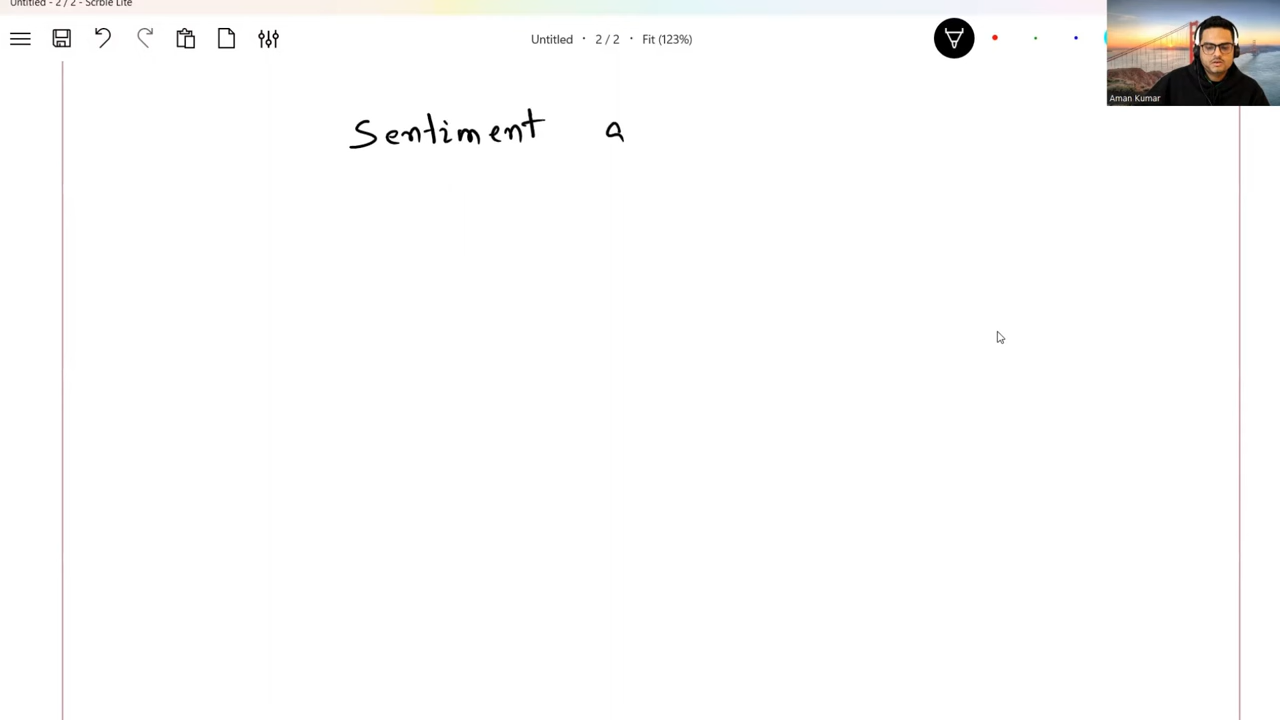 Untitled - 2 / 2 - Scrble Lite
Untitled • 2 / 2 • Fit (123%)
Aman Kumar
Sentiment a